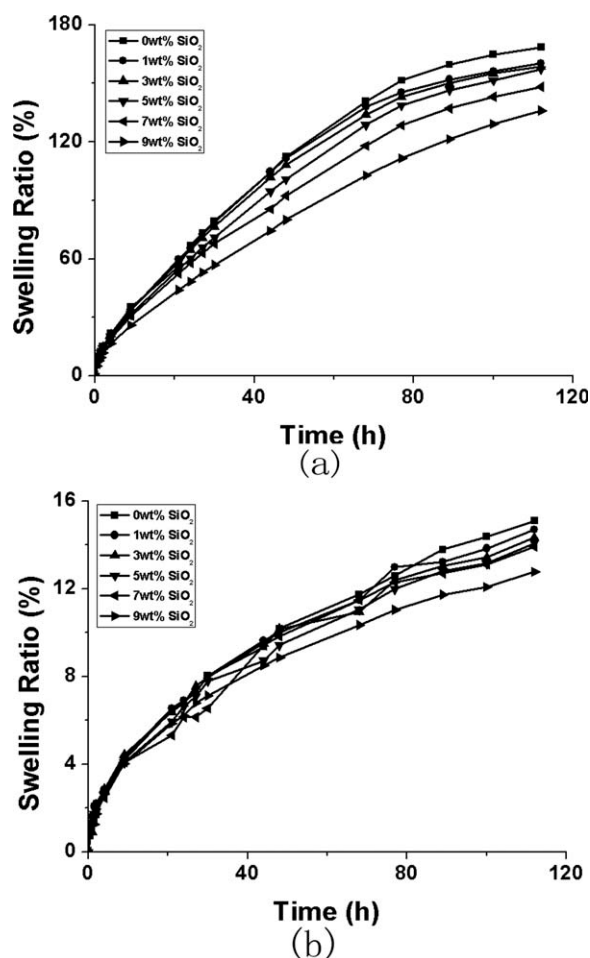 180
120
60
0
0
40
80
120
Swelling Ratio (%)
0wt% SiO₂
1wt% SiO₂
3wt% SiO₂
5wt% SiO₂
7wt% SiO₂
9wt% SiO₂
Time (h)
(a)
16
12
8
4
0
0
40
80
120
Swelling Ratio (%)
0wt% SiO₂
1wt% SiO₂
3wt% SiO₂
5wt% SiO₂
7wt% SiO₂
9wt% SiO₂
Time (h)
(b)